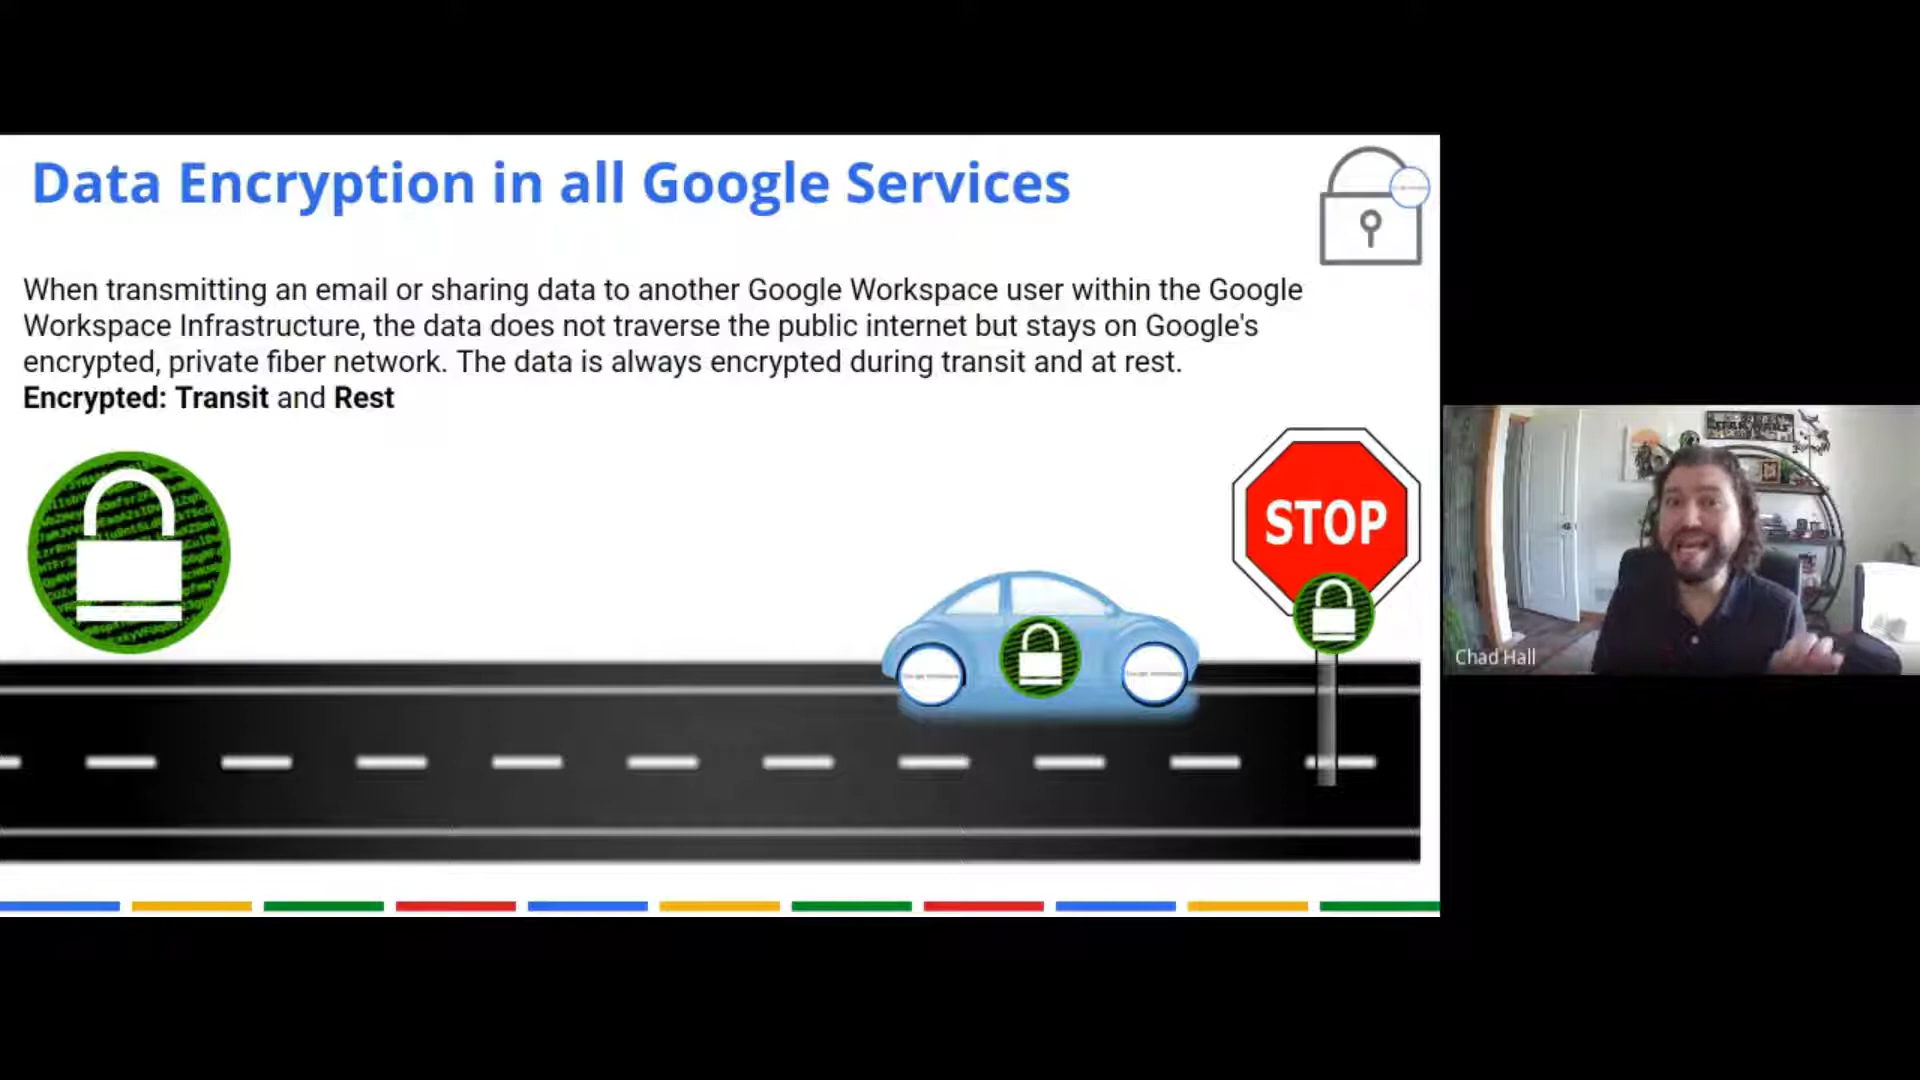 Data Encryption in all Google Services
When transmitting an email or sharing data to another Google Workspace user within the Google
Workspace Infrastructure, the data does not traverse the public internet but stays on Google's
encrypted, private fiber network. The data is always encrypted during transit and at rest.
Encrypted: Transit and Rest
STOP
STAR WARS
Chad Hall